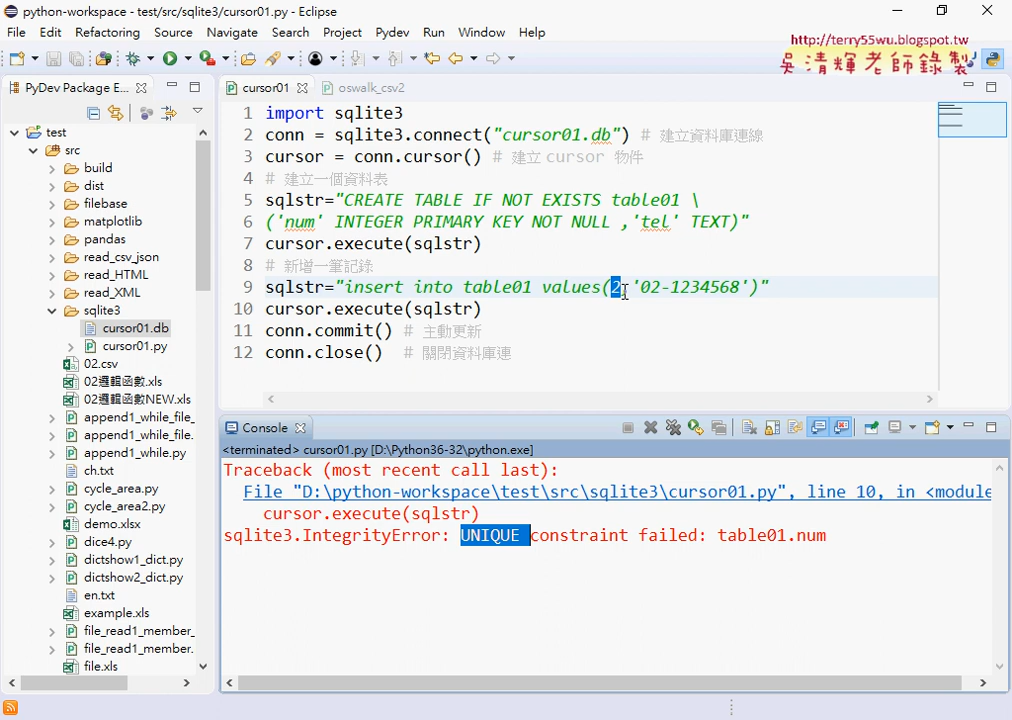 python-workspace - test/src/sqlite3/cursor01.py - Eclipse
File Edit Refactoring Source Navigate Search Project Pydev Run Window Help
http://terry55wu.blogspot.tw
吳清輝老師錄製
PyDev Package E...
cursor01
oswalk_csv2
test
src
build
dist
filebase
matplotlib
pandas
read_csv_json
read_HTML
read_XML
sqlite3
cursor01.db
cursor01.py
02.csv
02邏輯函數.xls
02邏輯函數NEW.xls
append1_while_file_
append1_while_file.
append1_while.py
ch.txt
cycle_area.py
cycle_area2.py
demo.xlsx
dice4.py
dictshow1_dict.py
dictshow2_dict.py
en.txt
example.xls
file_read1_member_
file_read1_member.
file.xls
1 import sqlite3
2 conn = sqlite3.connect("cursor01.db") # 建立資料庫連線
3 cursor = conn.cursor() # 建立 cursor 物件
4 # 建立一個資料表
5 sqlstr="CREATE TABLE IF NOT EXISTS table01 \
6 ('num' INTEGER PRIMARY KEY NOT NULL ,'tel' TEXT)"
7 cursor.execute(sqlstr)
8 # 新增一筆記錄
9 sqlstr="insert into table01 values(2,'02-1234568')"
10 cursor.execute(sqlstr)
11 conn.commit() # 主動更新
12 conn.close() # 關閉資料庫連
Console
<terminated> cursor01.py [D:\Python36-32\python.exe]
Traceback (most recent call last):
File "D:\python-workspace\test\src\sqlite3\cursor01.py", line 10, in <module
cursor.execute(sqlstr)
sqlite3.IntegrityError: UNIQUE constraint failed: table01.num